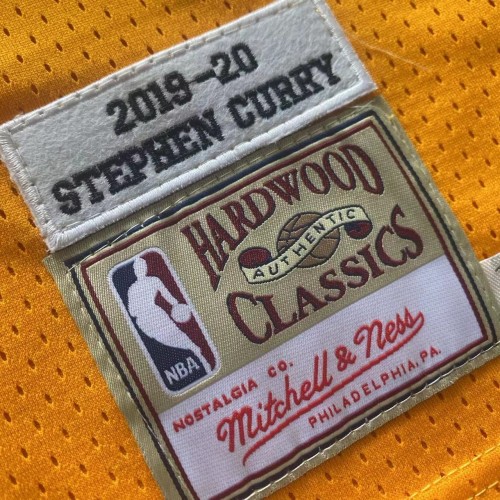 2019-20
STEPHEN CURRY
HARDWOOD
AUTHENTIC
CLASSICS
NBA
NOSTALGIA CO.
Mitchell & Ness
PHILADELPHIA, PA.